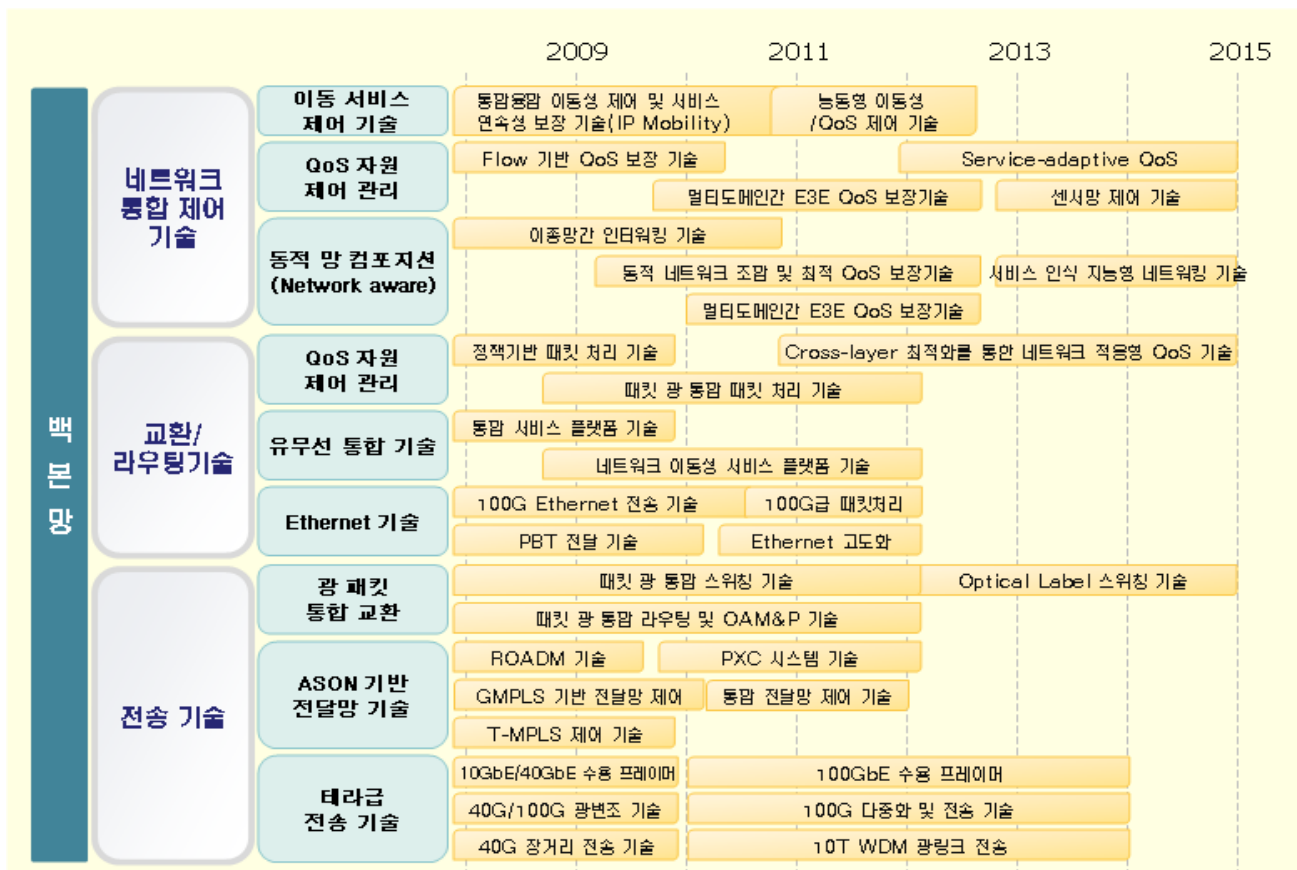 2009 2011 2013 2015
백본망
네트워크
통합 제어
기술
이동 서비스
제어 기술
통합융합 이동성 제어 및 서비스
연속성 보장 기술(IP Mobility)
능동형 이동성
/QoS 제어 기술
QoS 자원
제어 관리
Flow 기반 QoS 보장 기술
Service-adaptive QoS
멀티도메인간 E3E QoS 보장기술
센서망 제어 기술
동적 망 컴포지션
(Network aware)
이종망간 인터워킹 기술
동적 네트워크 조합 및 최적 QoS 보장기술
서비스 인식 지능형 네트워킹 기술
멀티도메인간 E3E QoS 보장기술
교환/
라우팅기술
QoS 자원
제어 관리
정책기반 패킷 처리 기술
Cross-layer 최적화를 통한 네트워크 적응형 QoS 기술
패킷 광 통합 패킷 처리 기술
유무선 통합 기술
통합 서비스 플랫폼 기술
네트워크 이동성 서비스 플랫폼 기술
Ethernet 기술
100G Ethernet 전송 기술
100G급 패킷처리
PBT 전달 기술
Ethernet 고도화
전송 기술
광 패킷
통합 교환
패킷 광 통합 스위칭 기술
Optical Label 스위칭 기술
패킷 광 통합 라우팅 및 OAM&P 기술
ASON 기반
전달망 기술
ROADM 기술
PXC 시스템 기술
GMPLS 기반 전달망 제어
통합 전달망 제어 기술
T-MPLS 제어 기술
테라급
전송 기술
10GbE/40GbE 수용 프레이머
100GbE 수용 프레이머
40G/100G 광변조 기술
100G 다중화 및 전송 기술
40G 장거리 전송 기술
10T WDM 광링크 전송